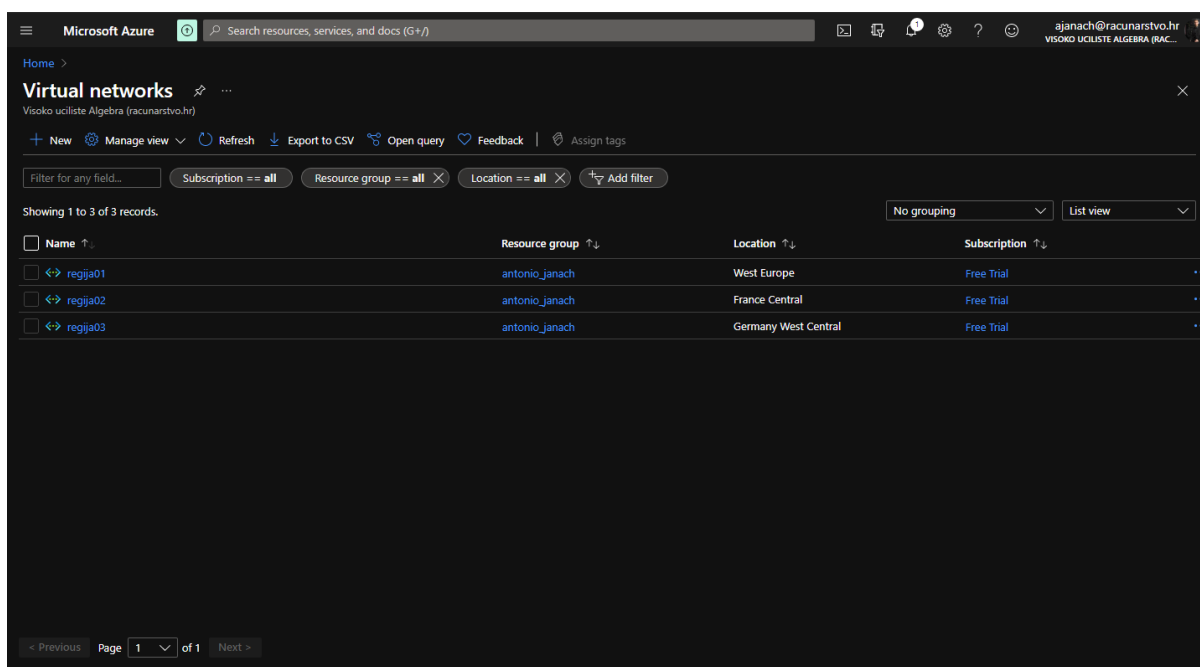 Microsoft Azure
Search resources, services, and docs (G+/)
1
ajanach@racunarstvo.hr
VISOKO UCILISTE ALGEBRA (RAC...
Home >
Virtual networks
...
Visoko uciliste Algebra (racunarstvo.hr)
New Manage view Refresh Export to CSV Open query Feedback Assign tags
Filter for any field... Subscription == all Resource group == all Location == all Add filter
Showing 1 to 3 of 3 records. No grouping List view
Name Resource group Location Subscription
regija01 antonio_janach West Europe Free Trial
regija02 antonio_janach France Central Free Trial
regija03 antonio_janach Germany West Central Free Trial
< Previous Page 1 of 1 Next >